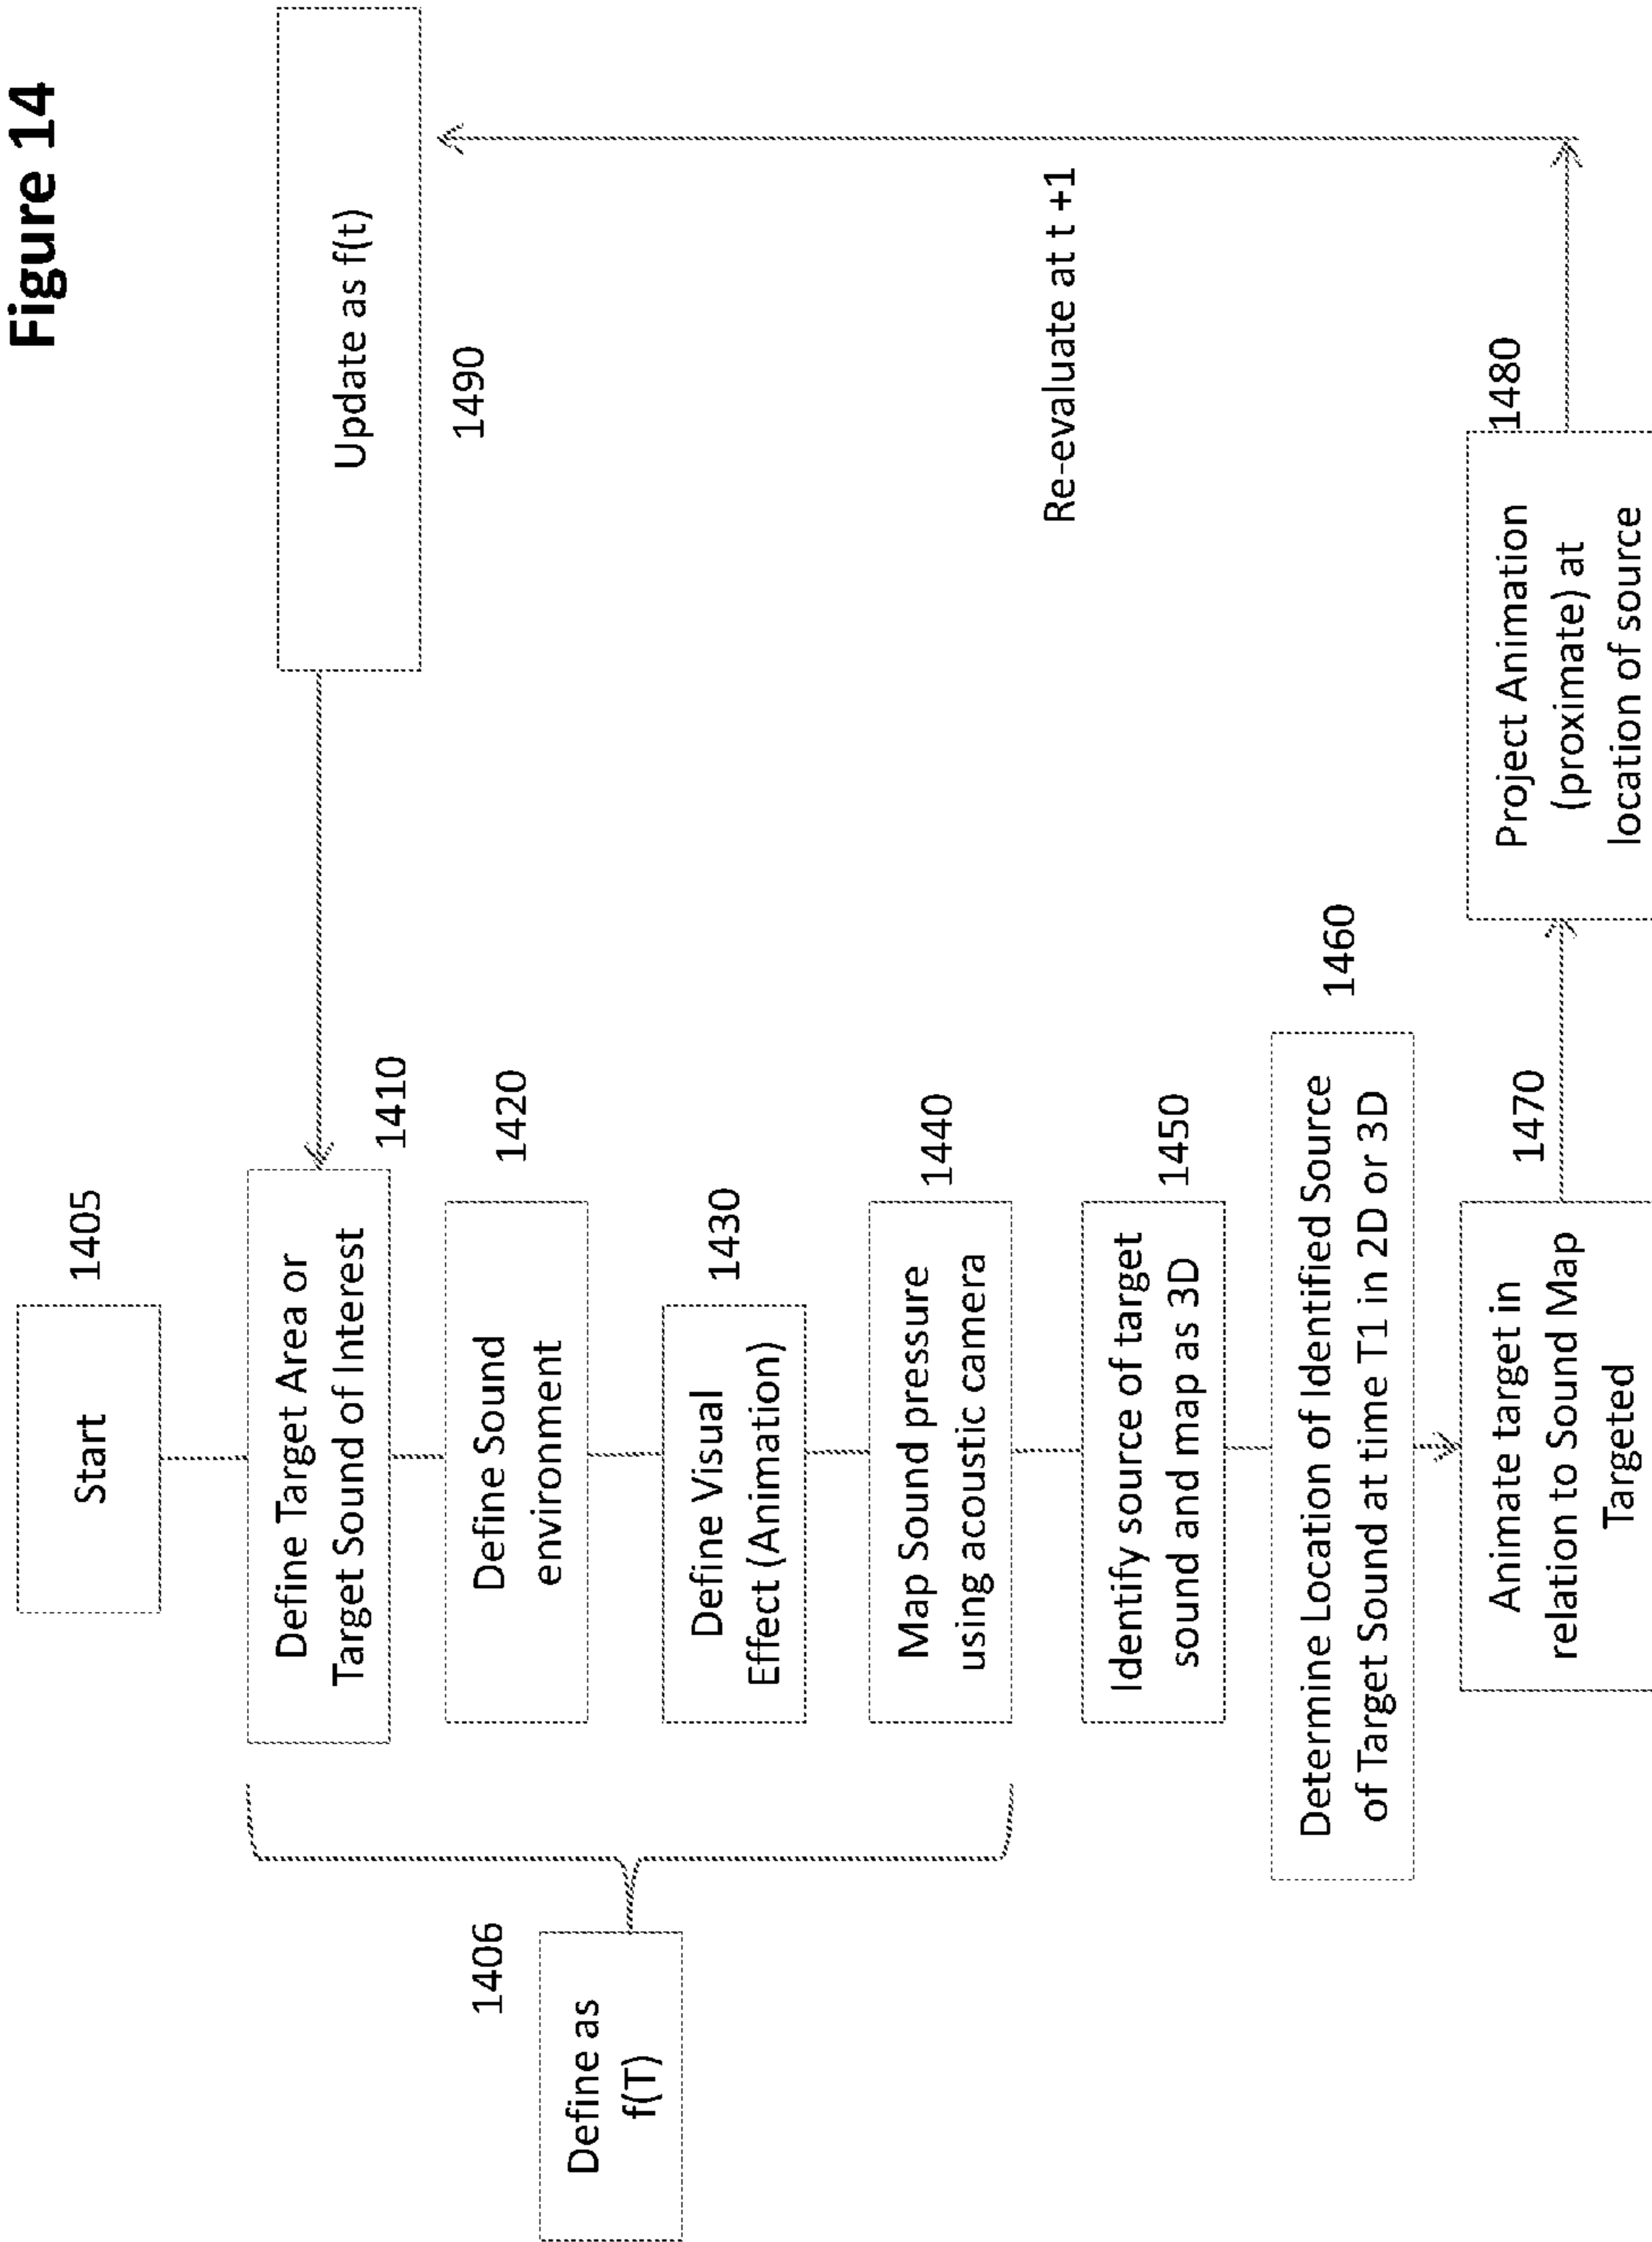 Figure 14
Start
1405
Define Target Area or
Target Sound of Interest
1410
Define Sound
environment
1420
Define Visual
Effect (Animation)
1430
Map Sound pressure
using acoustic camera
1440
Identify source of target
sound and map as 3D
1450
Determine Location of Identified Source
of Target Sound at time T1 in 2D or 3D
1460
Animate target in
relation to Sound Map
Targeted
1470
Project Animation
(proximate) at
location of source
1480
Re-evaluate at t +1
Update as f(t)
1490
1406
Define as
f(T)